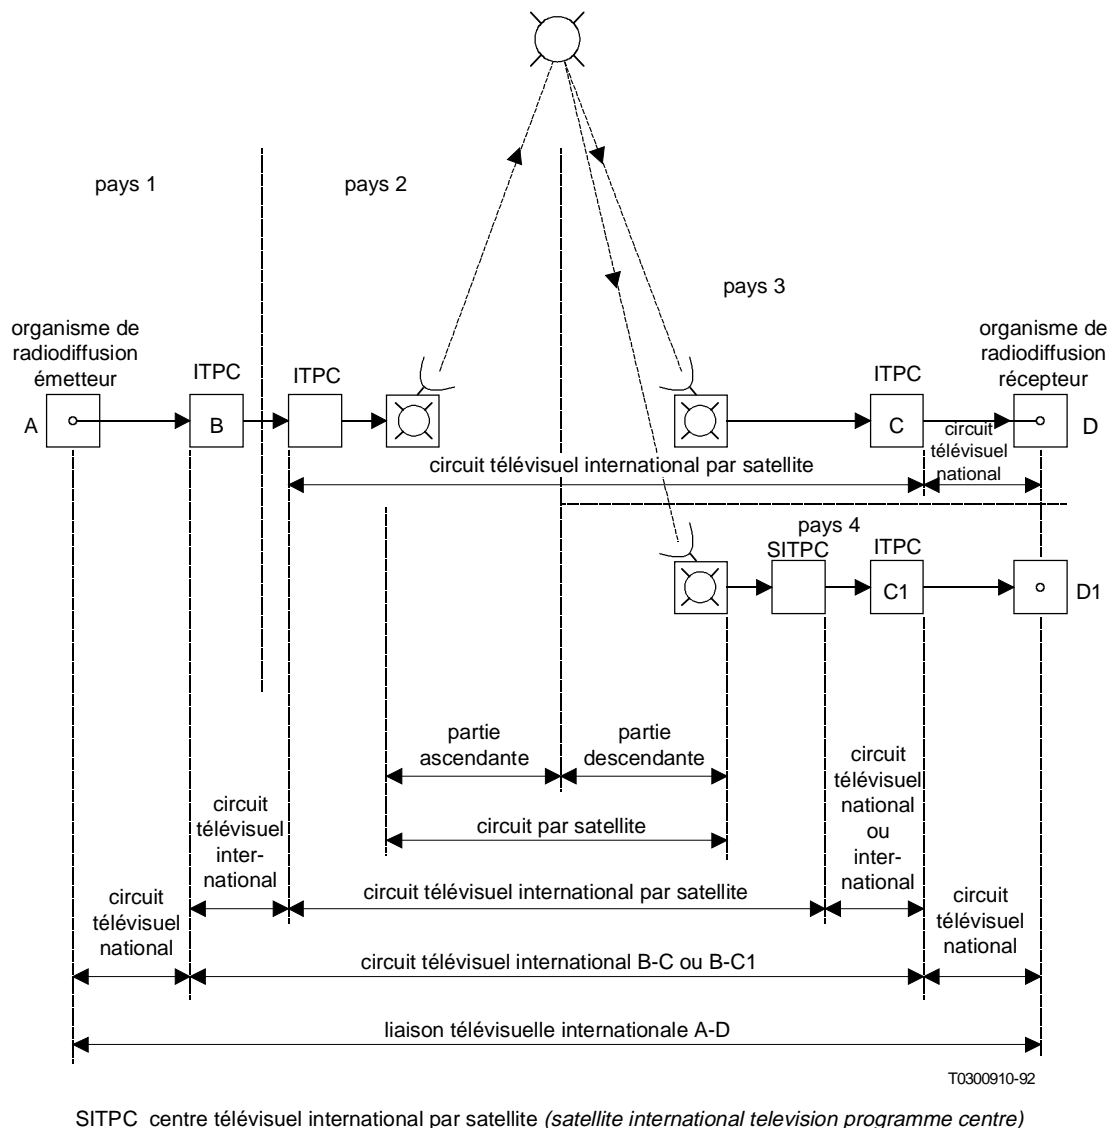 pays 1
pays 2
pays 3
organisme de
radiodiffusion
émetteur
organisme de
radiodiffusion
récepteur
ITPC
ITPC
ITPC
A
B
C
D
circuit
télévisuel
national
circuit télévisuel international par satellite
pays 4
SITPC
ITPC
C1
D1
partie
ascendante
partie
descendante
circuit
télévisuel
national
ou
inter-
national
circuit
télévisuel
inter-
national
circuit par satellite
circuit
télévisuel
national
circuit télévisuel international par satellite
circuit
télévisuel
national
circuit télévisuel international B-C ou B-C1
liaison télévisuelle internationale A-D
T0300910-92
SITPC centre télévisuel international par satellite (satellite international television programme centre)